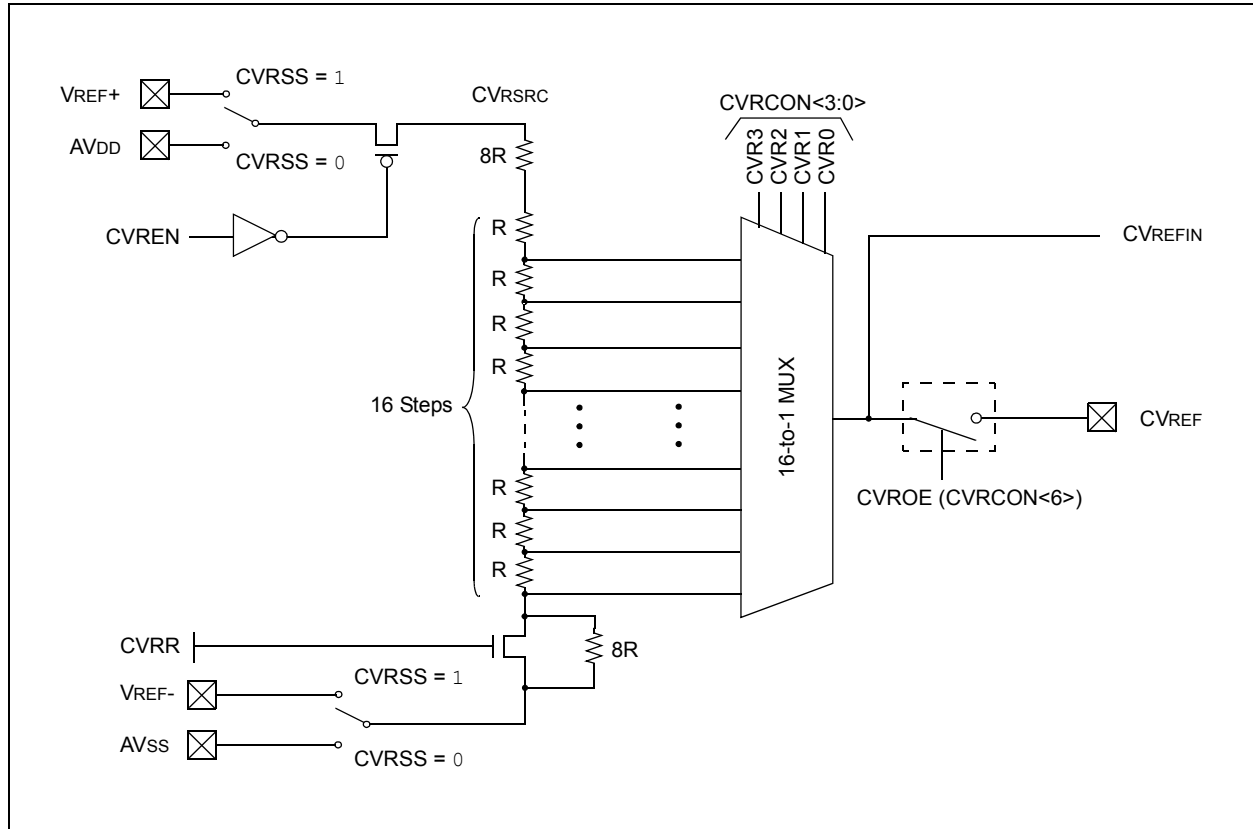 VREF+
CVRSS = 1
AVDD
CVRSS = 0
CVREN
CVRSRC
8R
R
R
R
R
16 Steps
R
R
R
CVRCON<3:0>
CVR3
CVR2
CVR1
CVR0
16-to-1 MUX
CVREFIN
CVREF
CVROE (CVRCON<6>)
CVRR
8R
VREF-
CVRSS = 1
AVSS
CVRSS = 0